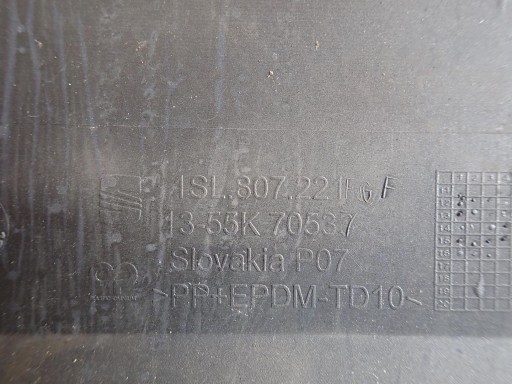 1SL.807.221
13-55K 70537
Slovakia P07
>PP+EPDM-TD10<